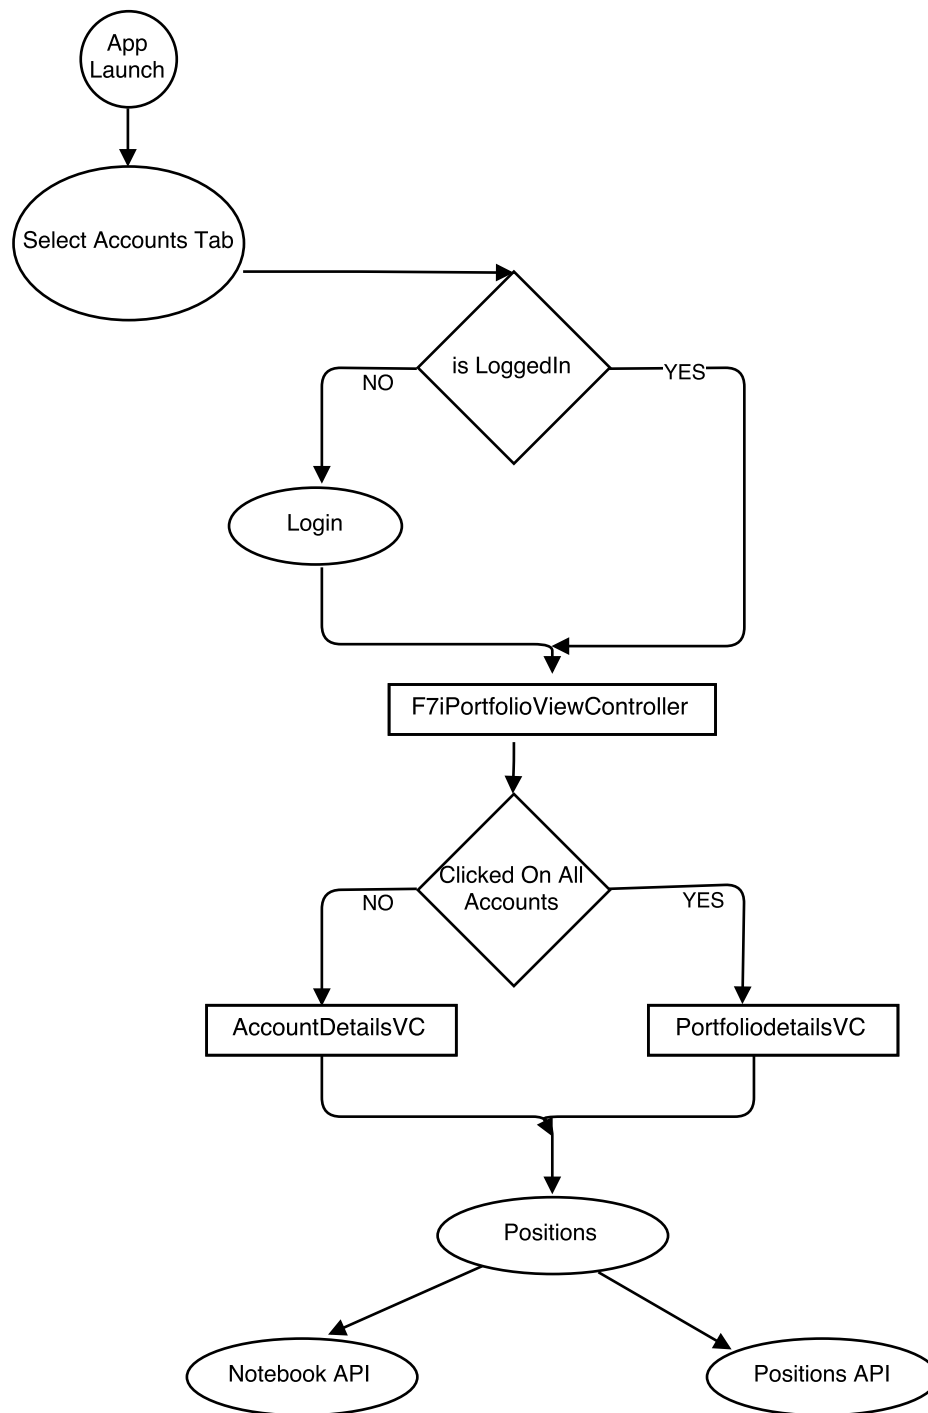 App
Launch
Select Accounts Tab
is LoggedIn
NO
YES
Login
F7iPortfolioViewController
Clicked On All
Accounts
NO
YES
AccountDetailsVC
PortfoliodetailsVC
Positions
Notebook API
Positions API